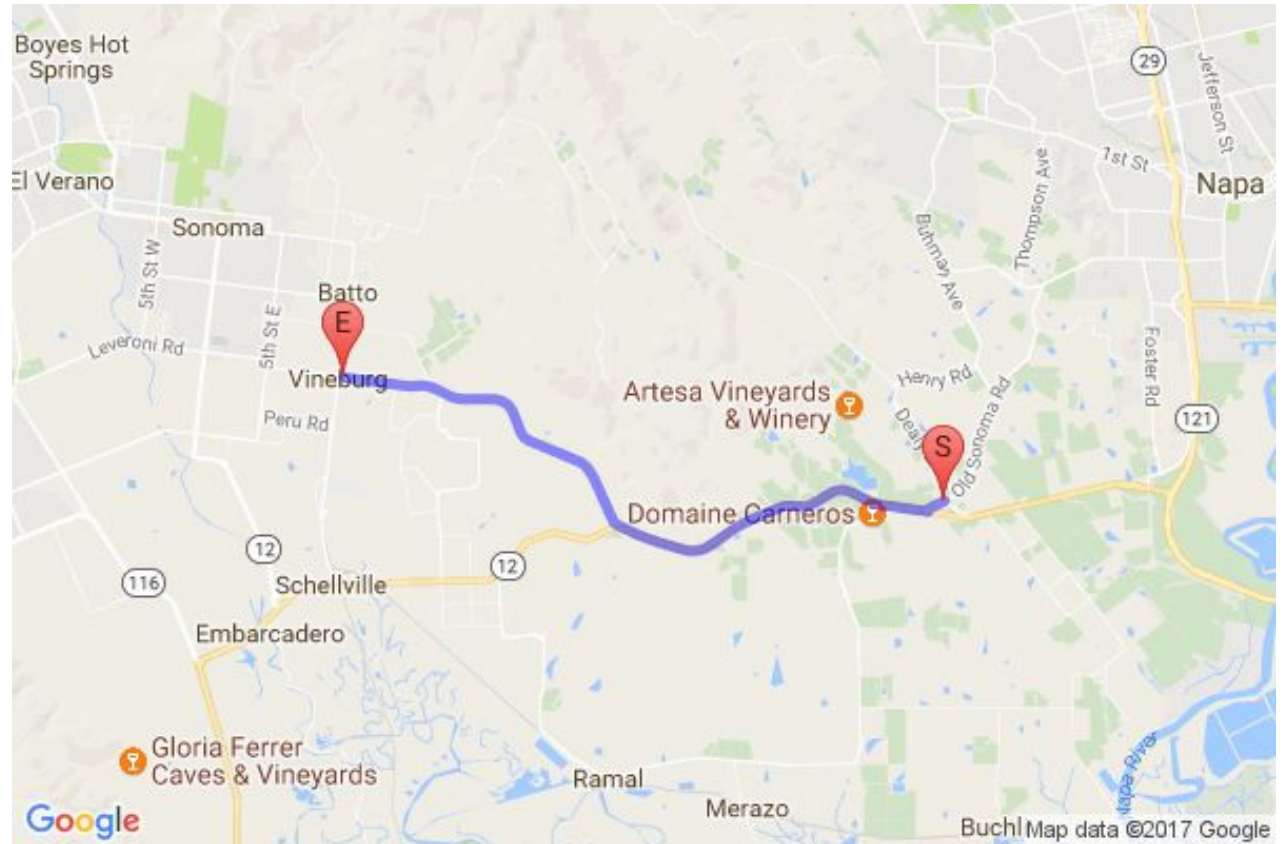 Boyes Hot
Springs
29
Jefferson St
1st St
El Verano
Napa
Thompson Ave
Sonoma
Buhman Ave
5th St W
Batto
E
5th St E
Leveroni Rd
Foster Rd
Vineburg
Henry Rd
Artesa Vineyards
& Winery
Peru Rd
121
S
Old Sonoma Rd
Domaine Carneros
12
12
116
Schellville
Embarcadero
Gloria Ferrer
Caves & Vineyards
Ramal
Napa River
Merazo
Google
Buchl
Map data ©2017 Google